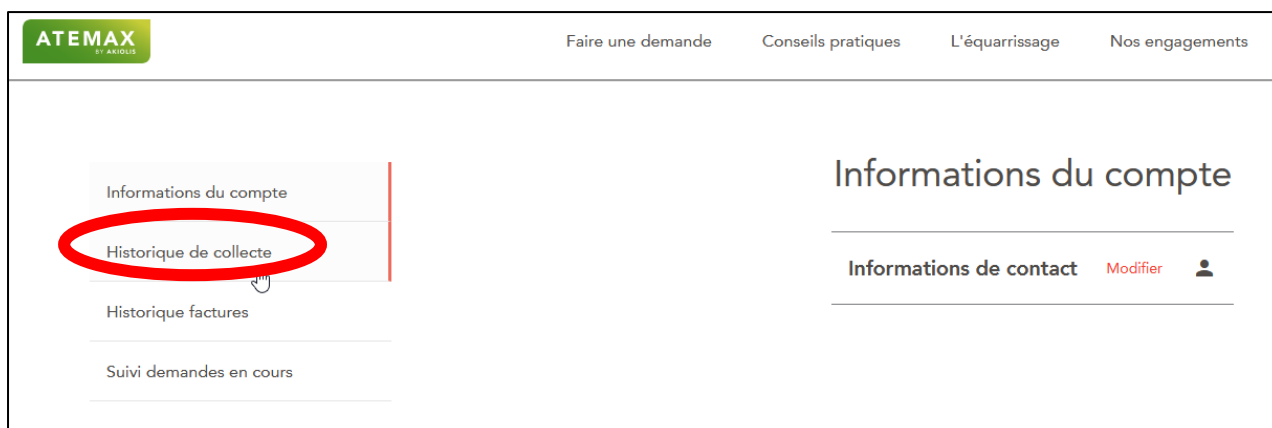 ATEMAX
BY AKIOLIS
Faire une demande
Conseils pratiques
L'équarrissage
Nos engagements
Informations du compte
Historique de collecte
Historique factures
Suivi demandes en cours
Informations du compte
Informations de contact Modifier